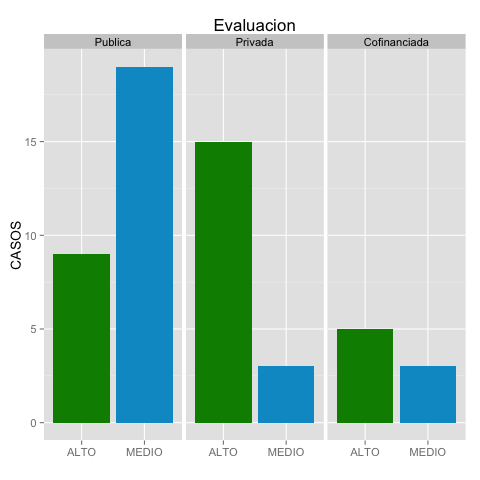 Evaluacion
Publica Privada Cofinanciada
CASOS
15
10
5
0
ALTO MEDIO ALTO MEDIO ALTO MEDIO